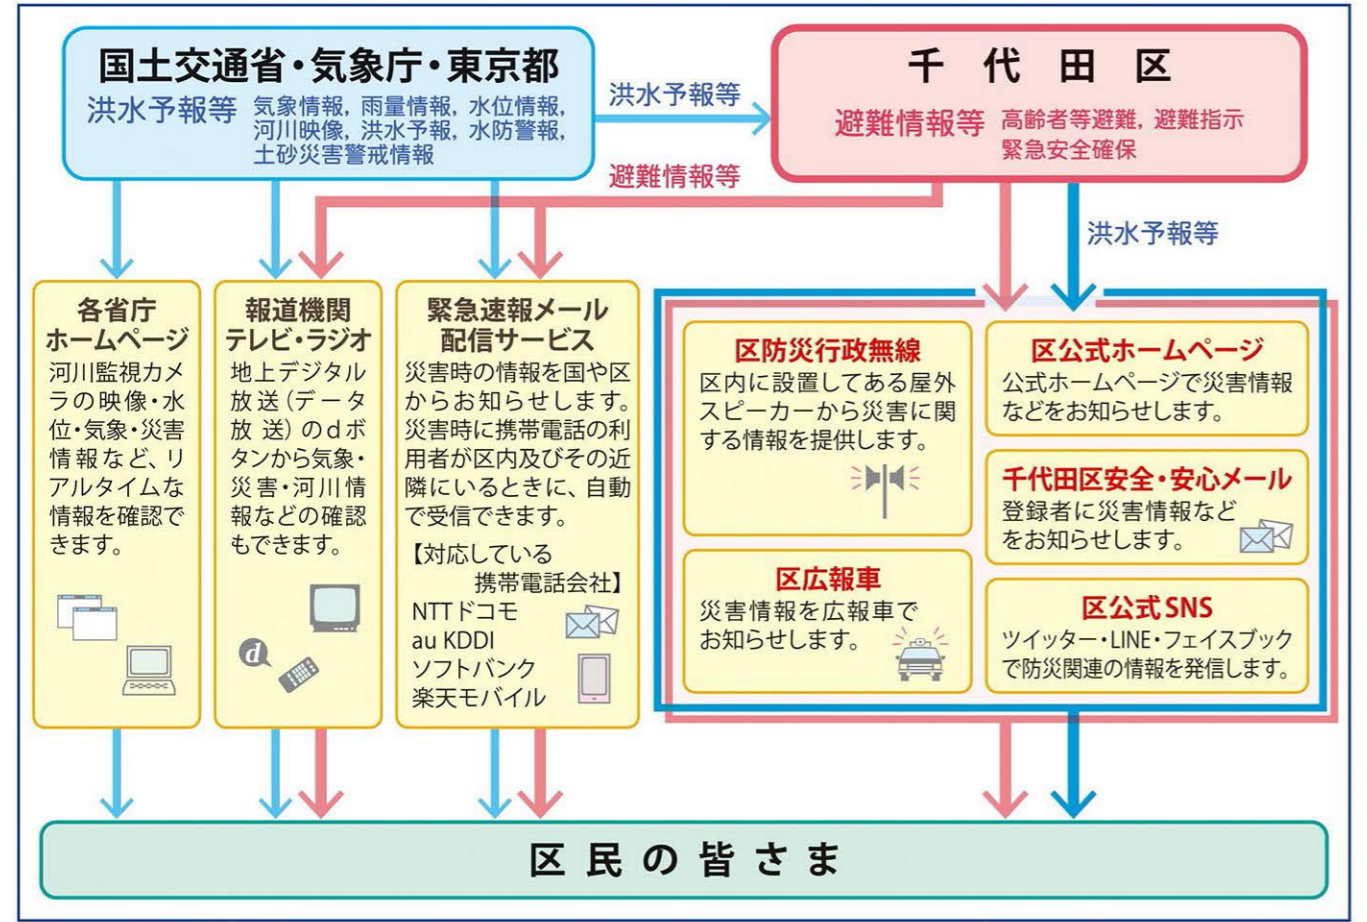 国土交通省・気象庁・東京都
洪水予報等
気象情報, 雨量情報, 水位情報,
河川映像, 洪水予報, 水防警報,
土砂災害警戒情報
洪水予報等
千代田区
避難情報等
高齢者等避難, 避難指示
緊急安全確保
避難情報等
洪水予報等
各省庁
ホームページ
河川監視カメ
ラの映像・水
位・気象・災害
情報など、リ
アルタイムな
情報を確認で
きます。
報道機関
テレビ・ラジオ
地上デジタル
放送(データ
放送)のdボ
タンから気象・
災害・河川情
報などの確認
もできます。
d
緊急速報メール
配信サービス
災害時の情報を国や区
からお知らせします。
災害時に携帯電話の利
用者が区内及びその近
隣にいるときに、自動
で受信できます。
【対応している
携帯電話会社】
NTTドコモ
au KDDI
ソフトバンク
楽天モバイル
区防災行政無線
区内に設置してある屋外
スピーカーから災害に関
する情報を提供します。
区広報車
災害情報を広報車で
お知らせします。
区公式ホームページ
公式ホームページで災害情報
などをお知らせします。
千代田区安全・安心メール
登録者に災害情報など
をお知らせします。
区公式SNS
ツイッター・LINE・フェイスブック
で防災関連の情報を発信します。
区民の皆さま